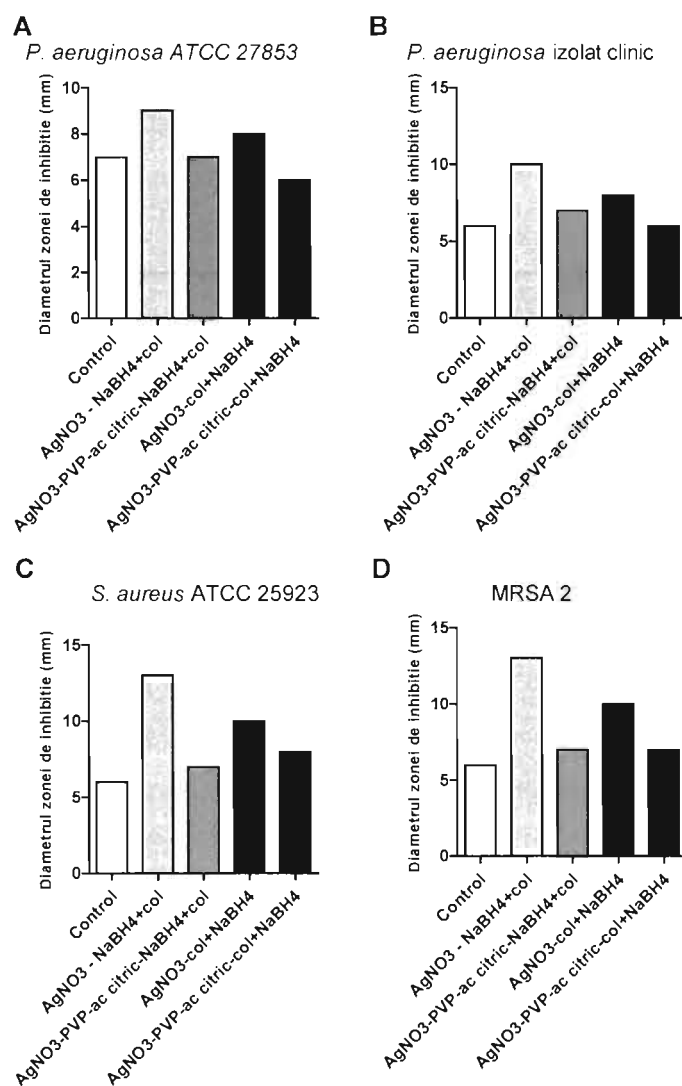 A
P. aeruginosa ATCC 27853
Diametrul zonei de inhibitie (mm)
10
8
6
4
2
0
Control
AgNO3 - NaBH4+col
AgNO3-PVP-ac citric-NaBH4+col
AgNO3-col+NaBH4
AgNO3-PVP-ac citric-col+NaBH4
B
P. aeruginosa izolat clinic
Diametrul zonei de inhibitie (mm)
15
10
5
0
Control
AgNO3 - NaBH4+col
AgNO3-PVP-ac citric-NaBH4+col
AgNO3-col+NaBH4
AgNO3-PVP-ac citric-col+NaBH4
C
S. aureus ATCC 25923
Diametrul zonei de inhibitie (mm)
15
10
5
0
Control
AgNO3 - NaBH4+col
AgNO3-PVP-ac citric-NaBH4+col
AgNO3-col+NaBH4
AgNO3-PVP-ac citric-col+NaBH4
D
MRSA 2
Diametrul zonei de inhibitie (mm)
15
10
5
0
Control
AgNO3 - NaBH4+col
AgNO3-PVP-ac citric-NaBH4+col
AgNO3-col+NaBH4
AgNO3-PVP-ac citric-col+NaBH4